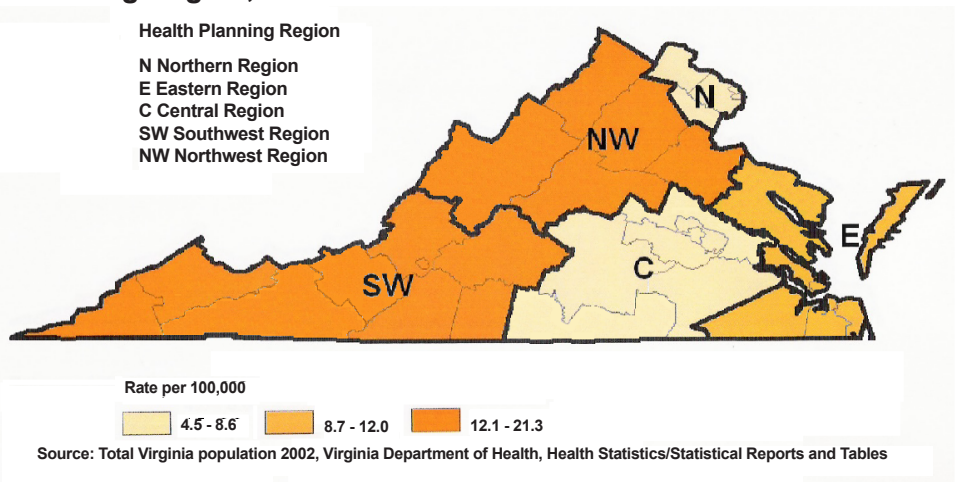 Health Planning Region
N Northern Region
E Eastern Region
C Central Region
SW Southwest Region
NW Northwest Region
N
NW
E
C
SW
Rate per 100,000
4.5 - 8.6
8.7 - 12.0
12.1 - 21.3
Source: Total Virginia population 2002, Virginia Department of Health, Health Statistics/Statistical Reports and Tables